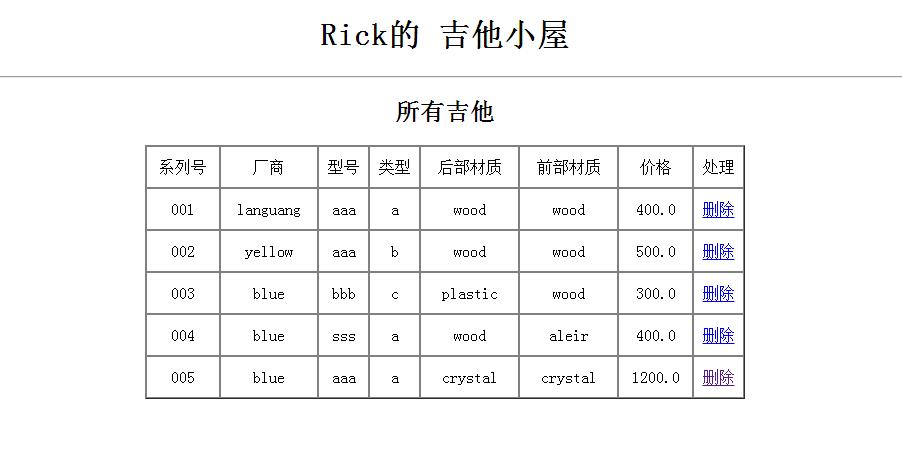 Rick的 吉他小屋
所有吉他
系列号 厂商 型号 类型 后部材质 前部材质 价格 处理
001 languang aaa a wood wood 400.0 删除
002 yellow aaa b wood wood 500.0 删除
003 blue bbb c plastic wood 300.0 删除
004 blue sss a wood aleir 400.0 删除
005 blue aaa a crystal crystal 1200.0 删除